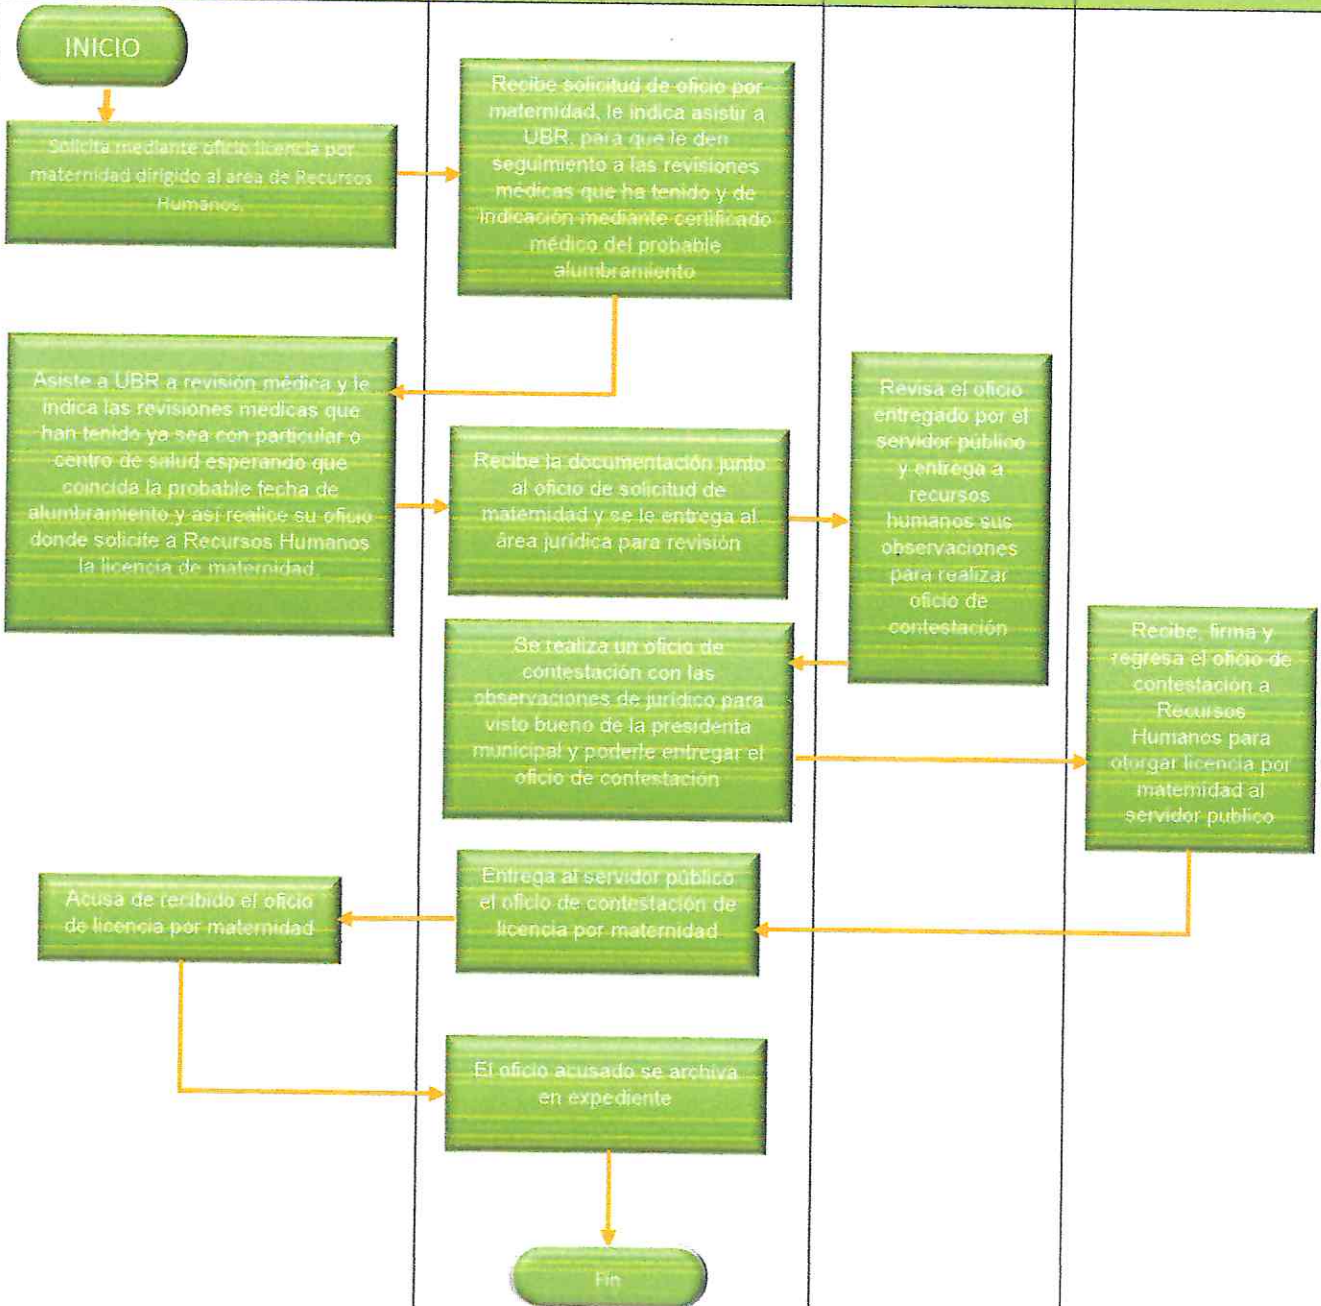 INICIO
Solicita mediante oficio licencia por
maternidad dirigido al area de Recursos
Humanos.
Recibe solicitud de oficio por
maternidad, le indica asistir a
UBR, para que le den
seguimiento a las revisiones
médicas que ha tenido y de
indicación mediante certificado
médico del probable
alumbramiento
Asiste a UBR a revisión médica y le
indica las revisiones medicas que
han tenido ya sea con particular o
centro de salud esperando que
coincida la probable fecha de
alumbramiento y así realice su oficio
donde solicite a Recursos Humanos
la licencia de maternidad.
Recibe la documentación junto
al oficio de solicitud de
maternidad y se le entrega al
área jurídica para revisión
Revisa el oficio
entregado por el
servidor público
y entrega a
recursos
humanos sus
observaciones
para realizar
oficio de
contestación
Se realiza un oficio de
contestación con las
observaciones de jurídico para
visto bueno de la presidenta
municipal y poderle entregar el
oficio de contestación
Recibe, firma y
regresa el oficio de
contestación a
Recursos
Humanos para
otorgar licencia por
maternidad al
servidor publico
Entrega al servidor público
el oficio de contestación de
licencia por maternidad
Acusa de recibido el oficio
de licencia por maternidad
El oficio acusado se archiva
en expediente
Fin